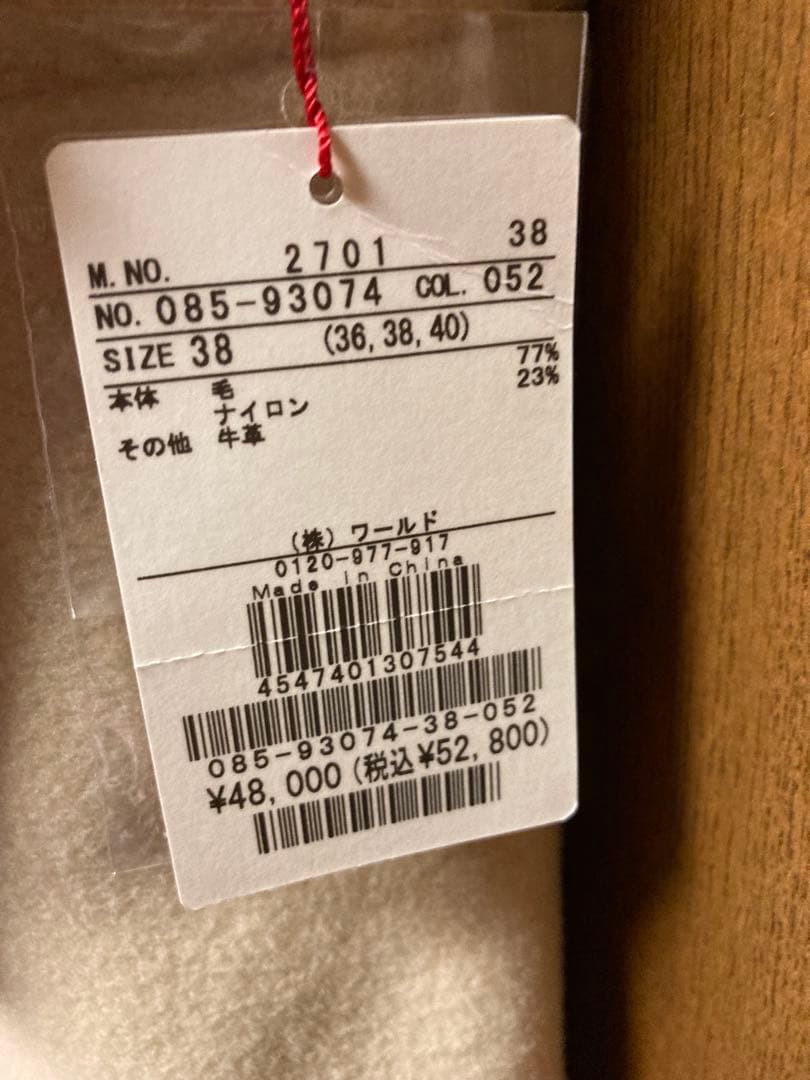 M. NO. 2701 38
NO. 085-93074 COL. 052
SIZE 38 (36, 38, 40)
本体 毛 77%
ナイロン 23%
その他 牛革
(株) ワールド
0120-977-917
Made in China
4547401307544
085-93074-38-052
¥48,000 (税込¥52,800)